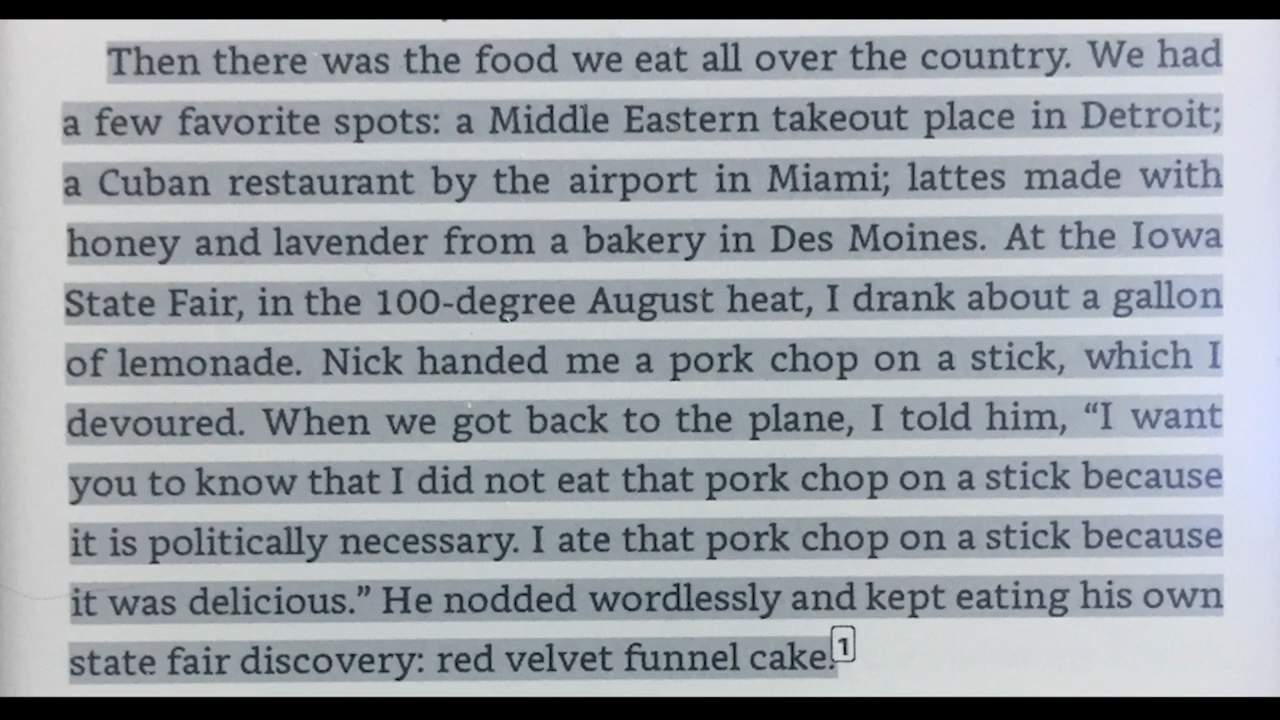 Then there was the food we eat all over the country. We had
a few favorite spots: a Middle Eastern takeout place in Detroit;
a Cuban restaurant by the airport in Miami; lattes made with
honey and lavender from a bakery in Des Moines. At the Iowa
State Fair, in the 100-degree August heat, I drank about a gallon
of lemonade. Nick handed me a pork chop on a stick, which I
devoured. When we got back to the plane, I told him, “I want
you to know that I did not eat that pork chop on a stick because
it is politically necessary. I ate that pork chop on a stick because
it was delicious.” He nodded wordlessly and kept eating his own
state fair discovery: red velvet funnel cake.1